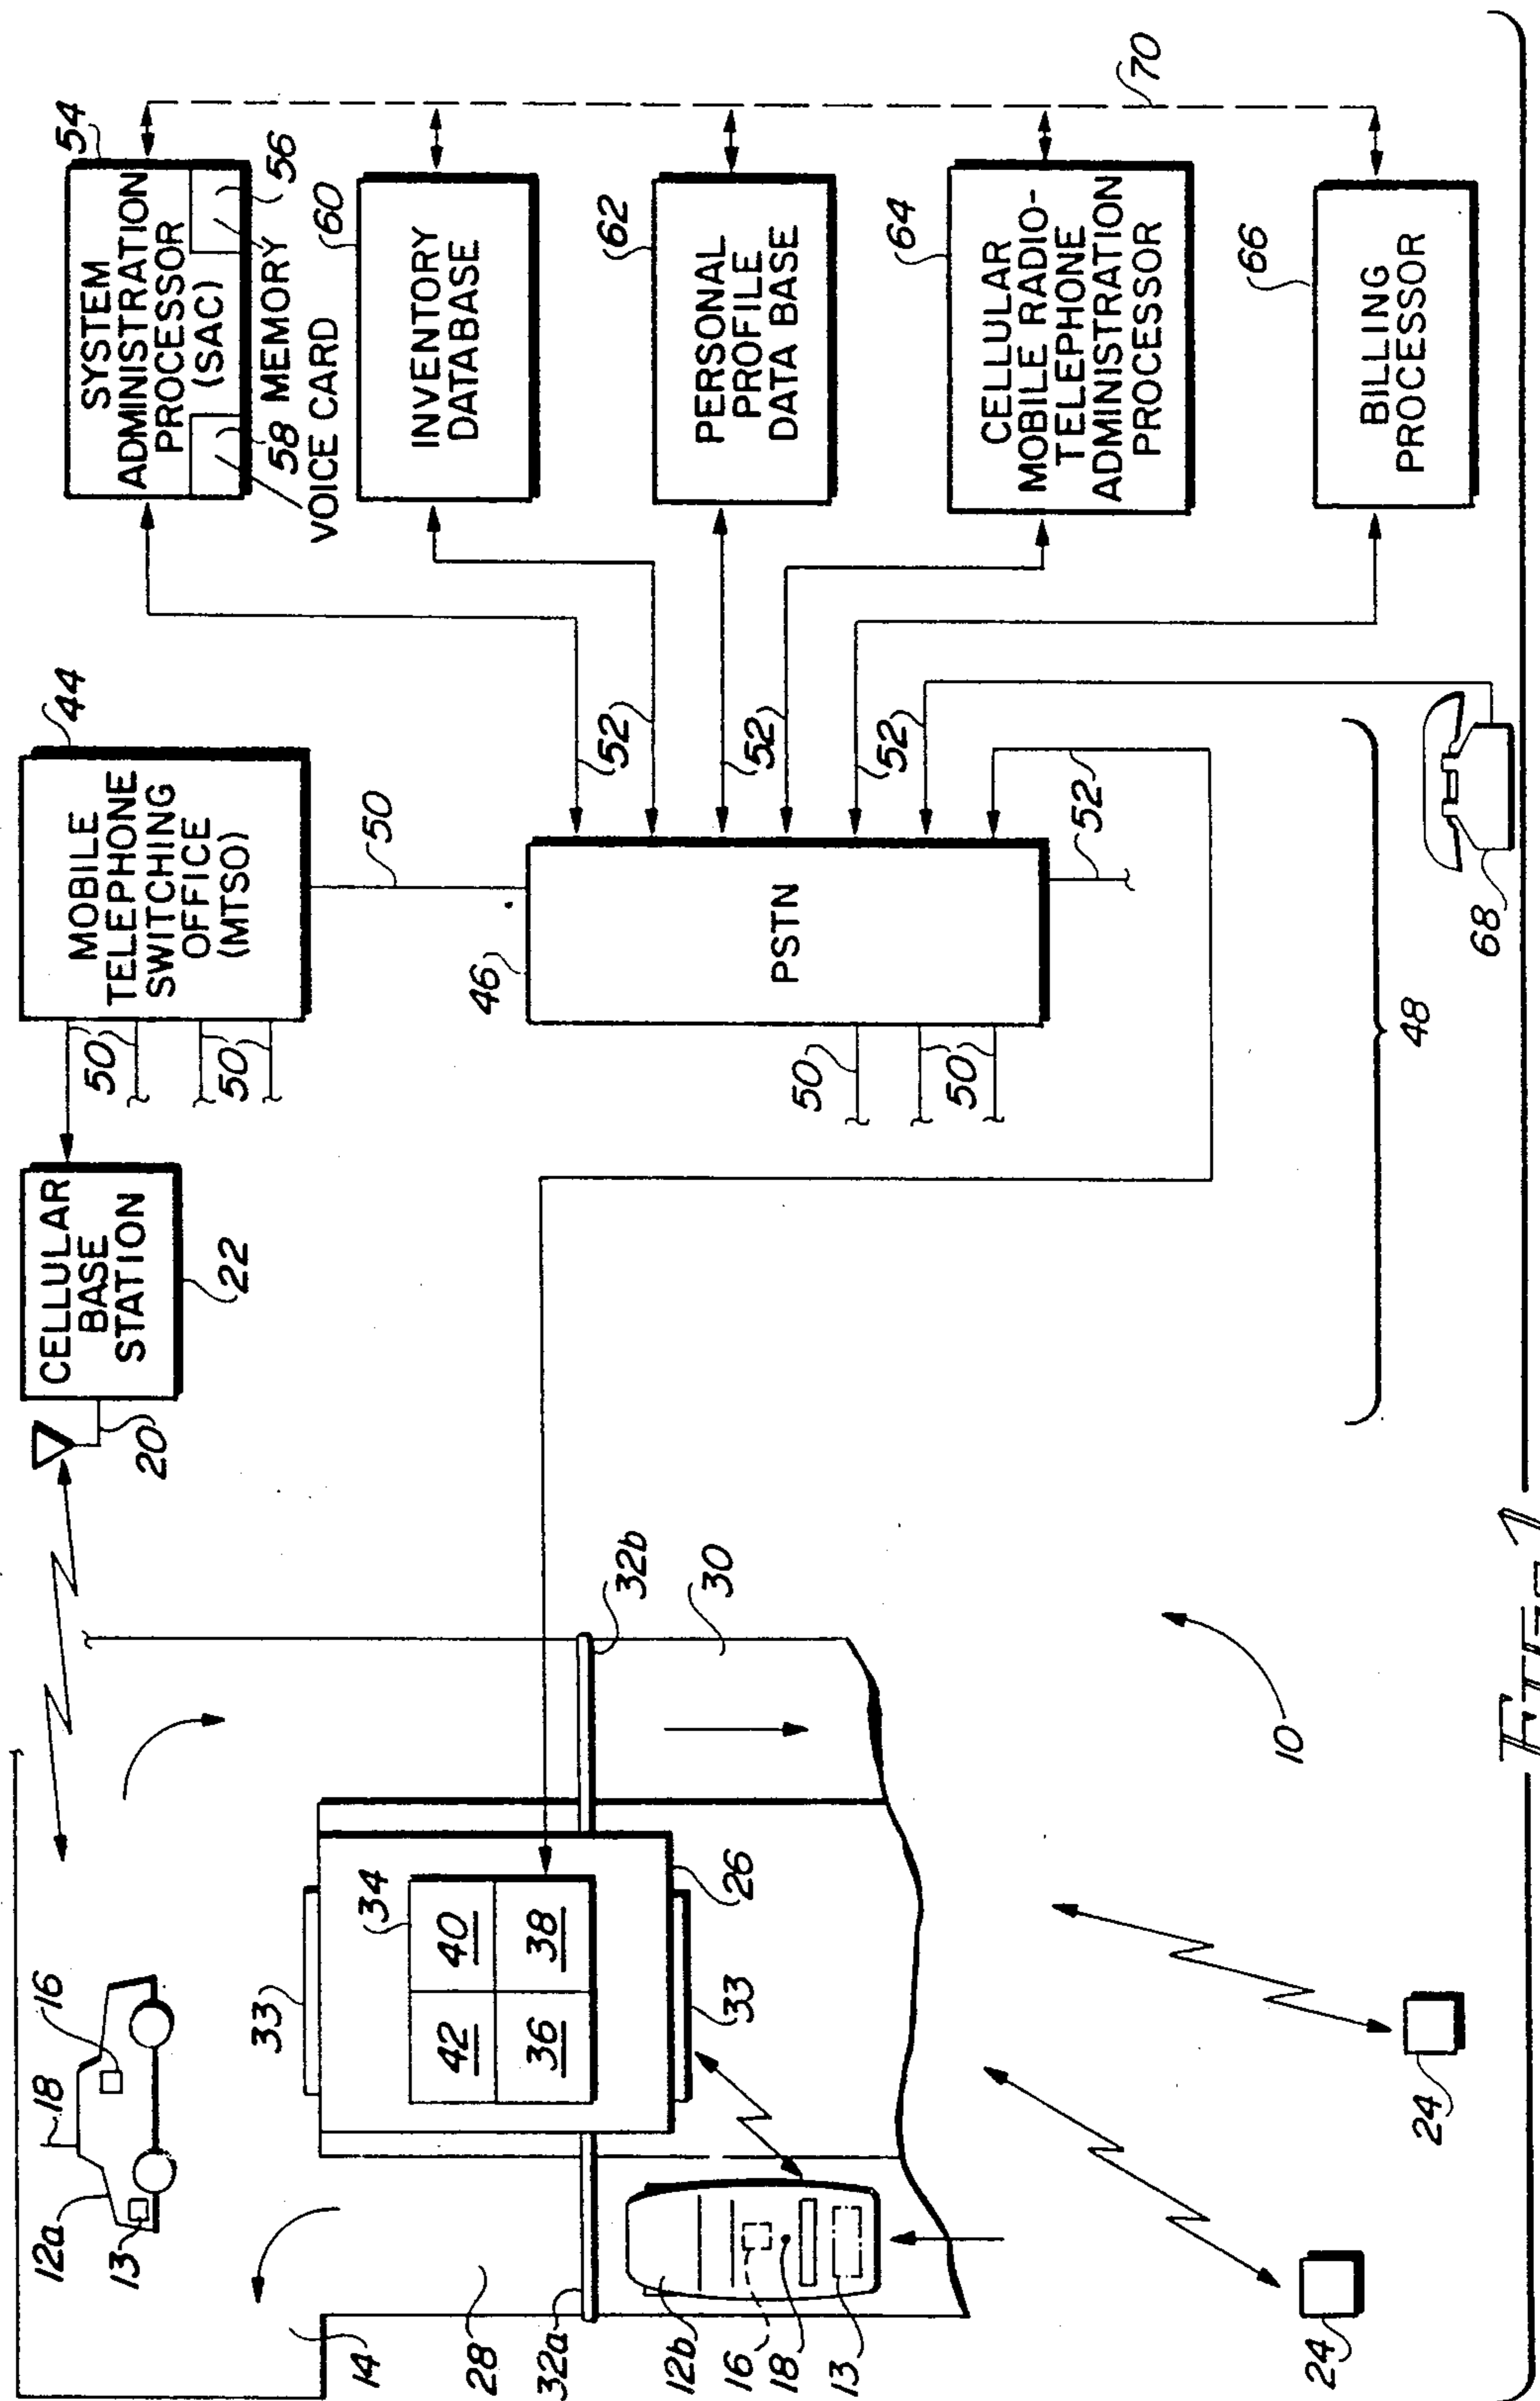 12a
18
16
13
14
28
32a
12b
16
18
13
33
34
42
40
36
38
33
26
32b
30
24
24
10
20
CELLULAR
BASE
STATION
22
MOBILE
TELEPHONE
SWITCHING
OFFICE
(MTSO)
44
50
50
50
46
PSTN
50
50
52
52
52
52
52
48
68
SYSTEM
ADMINISTRATION
PROCESSOR
(SAC)
54
58 MEMORY 56
VOICE CARD
60
INVENTORY
DATABASE
62
PERSONAL
PROFILE
DATA BASE
64
CELLULAR
MOBILE RADIO-
TELEPHONE
ADMINISTRATION
PROCESSOR
66
BILLING
PROCESSOR
70
Fig. 1